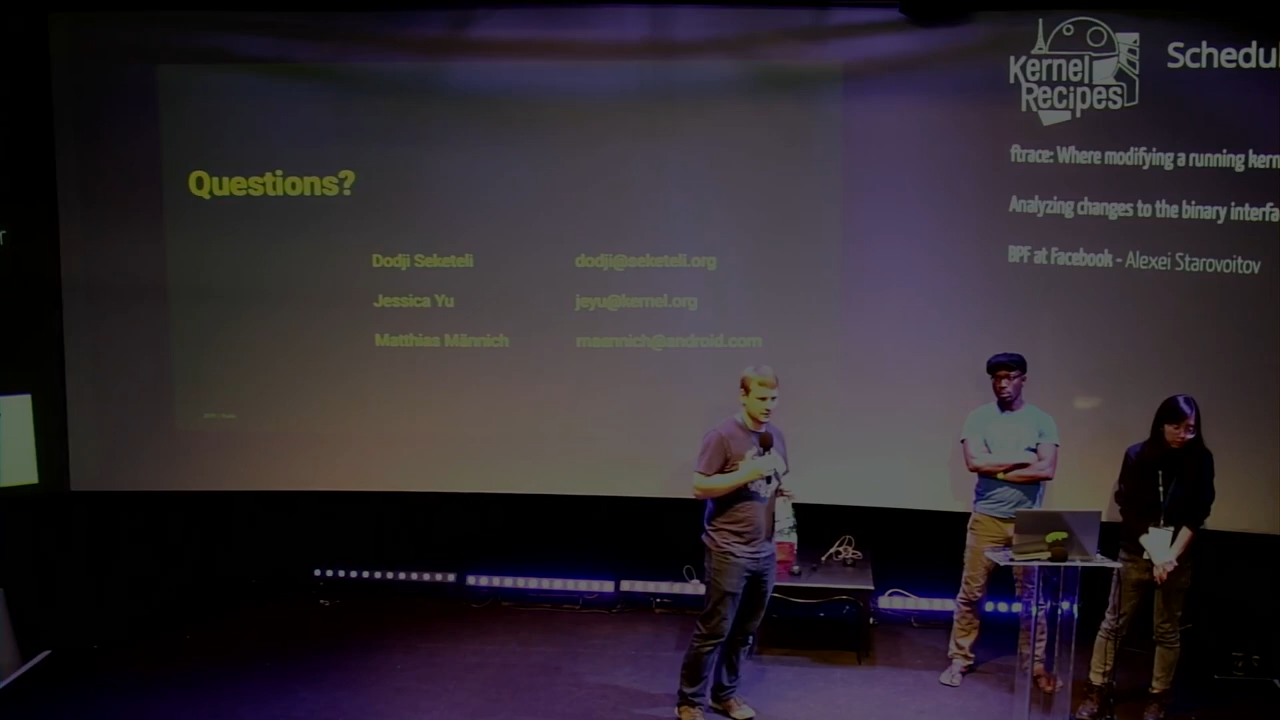 Questions?
Dodji Seketeli dodji@seketeli.org
Jessica Yu jeyu@kernel.org
Matthias Männich maennich@android.com
Kernel
Recipes
Schedul
ftrace: Where modifying a running kern
Analyzing changes to the binary interfa
BPF at Facebook - Alexei Starovoitov
r